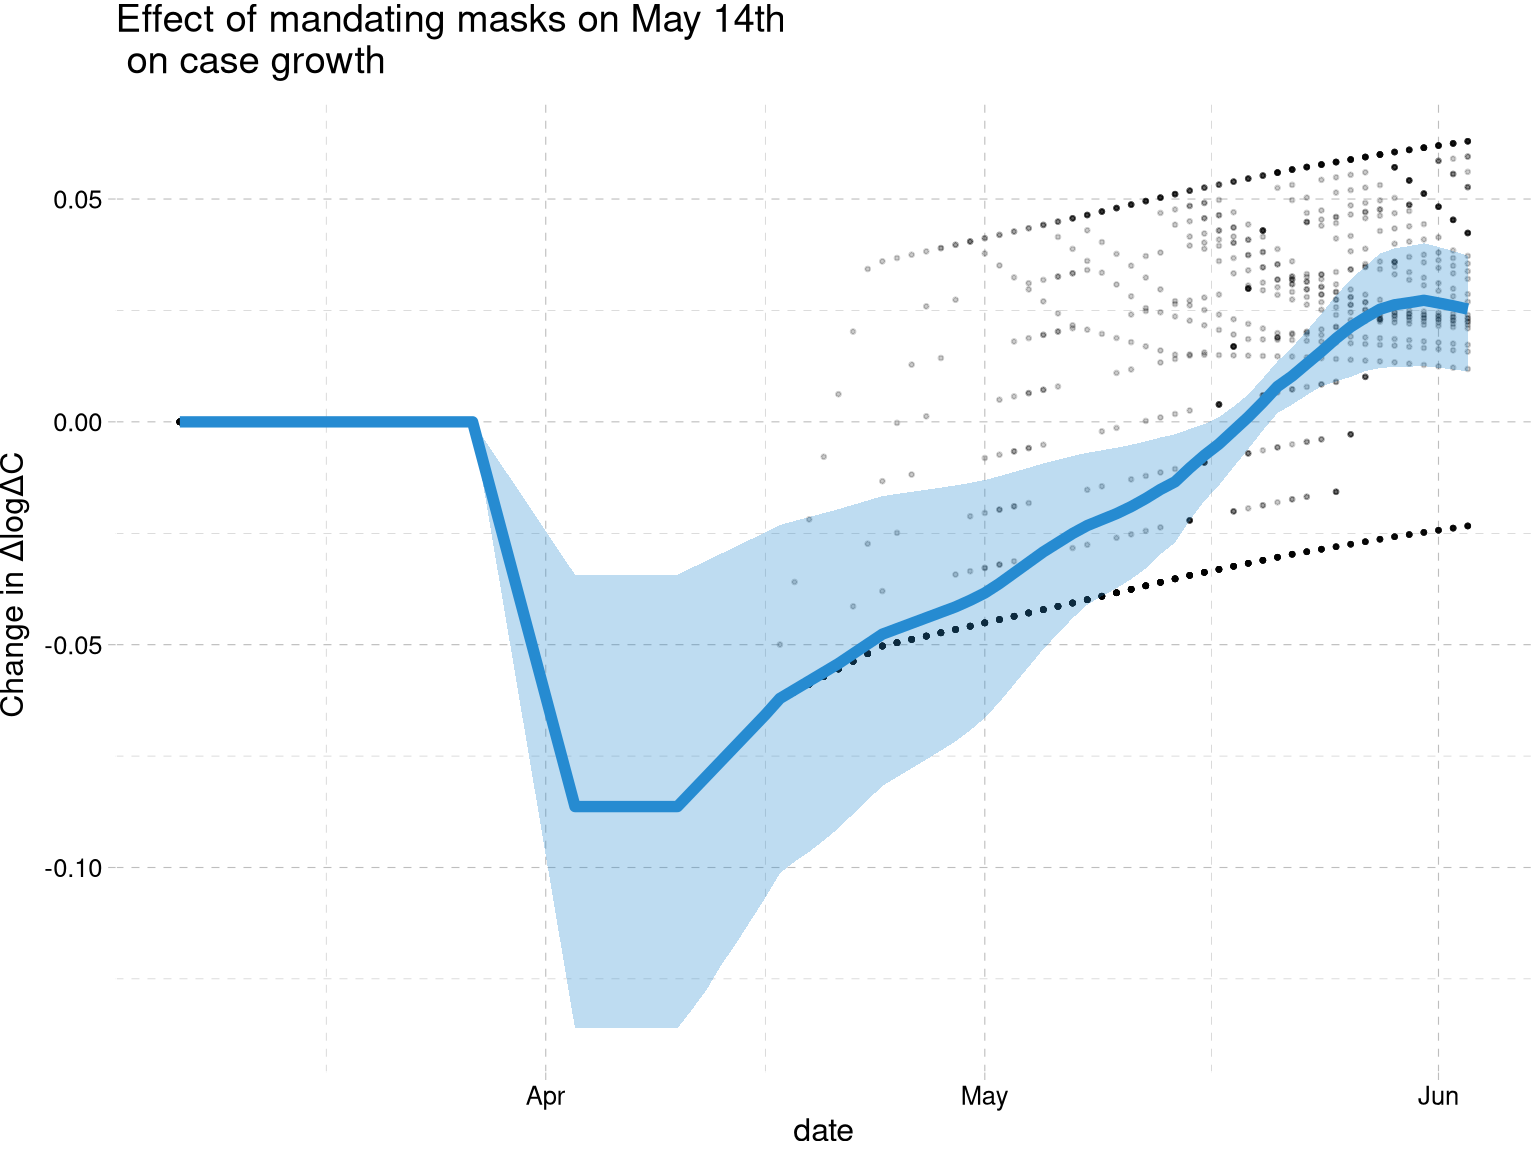 Effect of mandating masks on May 14th
on case growth
Change in ΔlogΔC
0.05
0.00
-0.05
-0.10
Apr
May
Jun
date